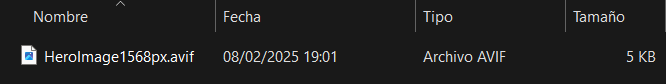 Nombre Fecha Tipo Tamaño
HeroImage1568px.avif 08/02/2025 19:01 Archivo AVIF 5 KB